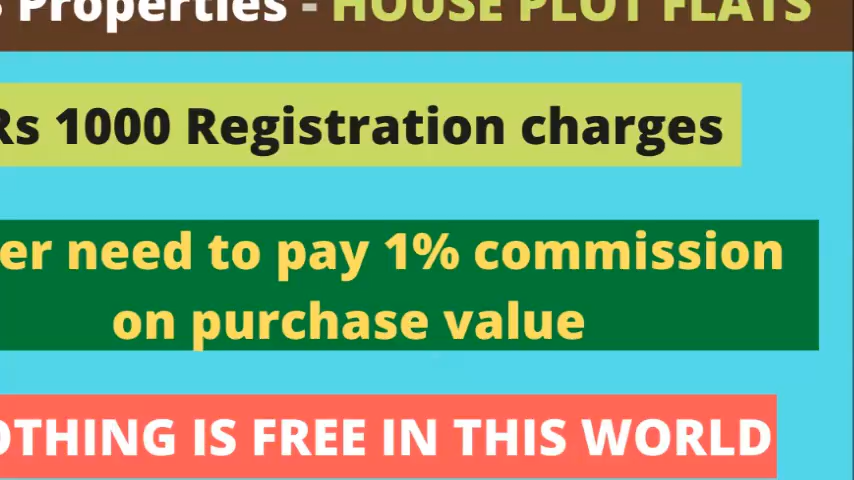 Properties - HOUSE PLOT FLATS
Rs 1000 Registration charges
er need to pay 1% commission
on purchase value
OTHING IS FREE IN THIS WORLD